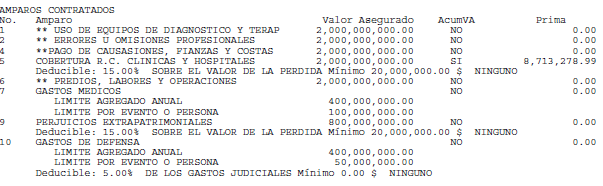 AMPAROS CONTRATADOS
No. Amparo Valor Asegurado AcumVA Prima
1 ** USO DE EQUIPOS DE DIAGNOSTICO Y TERAP 2,000,000,000.00 NO 0.00
2 ** ERRORES U OMISIONES PROFESIONALES 2,000,000,000.00 NO 0.00
4 **PAGO DE CAUSASIONES, FIANZAS Y COSTAS 2,000,000,000.00 NO 0.00
5 COBERTURA R.C. CLINICAS Y HOSPITALES 2,000,000,000.00 SI 8,713,278.99
Deducible: 15.00% SOBRE EL VALOR DE LA PERDIDA Mínimo 20,000,000.00 $ NINGUNO
6 ** PREDIOS, LABORES Y OPERACIONES 2,000,000,000.00 NO 0.00
7 GASTOS MEDICOS NO 0.00
LIMITE AGREGADO ANUAL 400,000,000.00
LIMITE POR EVENTO O PERSONA 100,000,000.00
9 PERJUICIOS EXTRAPATRIMONIALES 800,000,000.00 NO 0.00
Deducible: 15.00% SOBRE EL VALOR DE LA PERDIDA Mínimo 20,000,000.00 $ NINGUNO
10 GASTOS DE DEFENSA NO 0.00
LIMITE AGREGADO ANUAL 400,000,000.00
LIMITE POR EVENTO O PERSONA 50,000,000.00
Deducible: 5.00% DE LOS GASTOS JUDICIALES Mínimo 0.00 $ NINGUNO